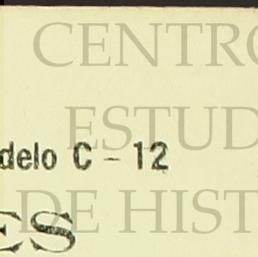 CENTRO
ESTUD
delo C - 12
DE HIST
ES